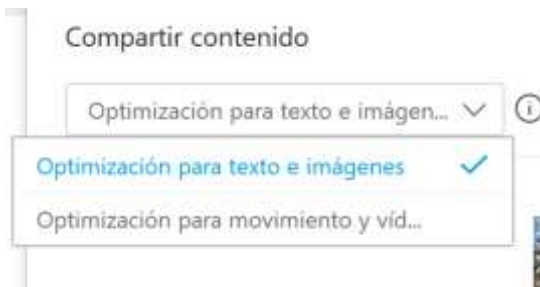 Compartir contenido
Optimización para texto e imágen...
Optimización para texto e imágenes
Optimización para movimiento y víd...